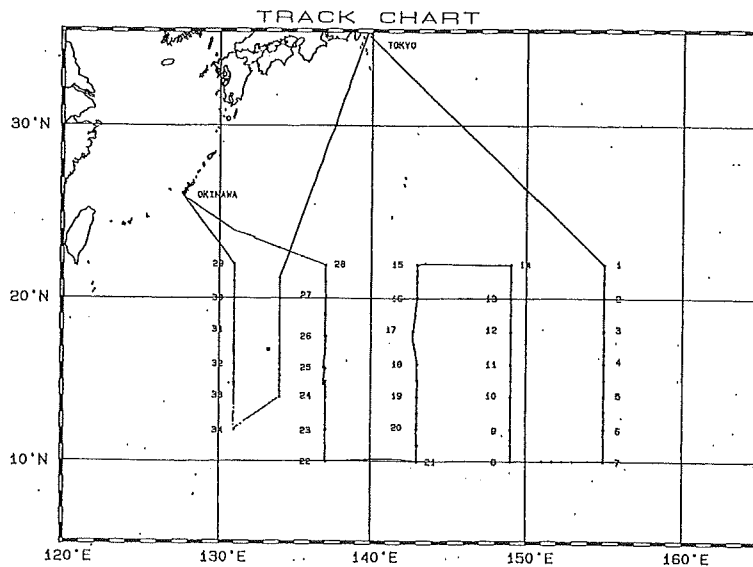 TRACK CHART
TOKYO
30°N
OKINAWA
29 28 15 14 1
20°N
30 27 16 13 2
31 26 17 12 3
32 25 18 11 4
33 24 19 10 5
34 23 20 9 6
10°N
22 21 8 7
120°E 130°E 140°E 150°E 160°E